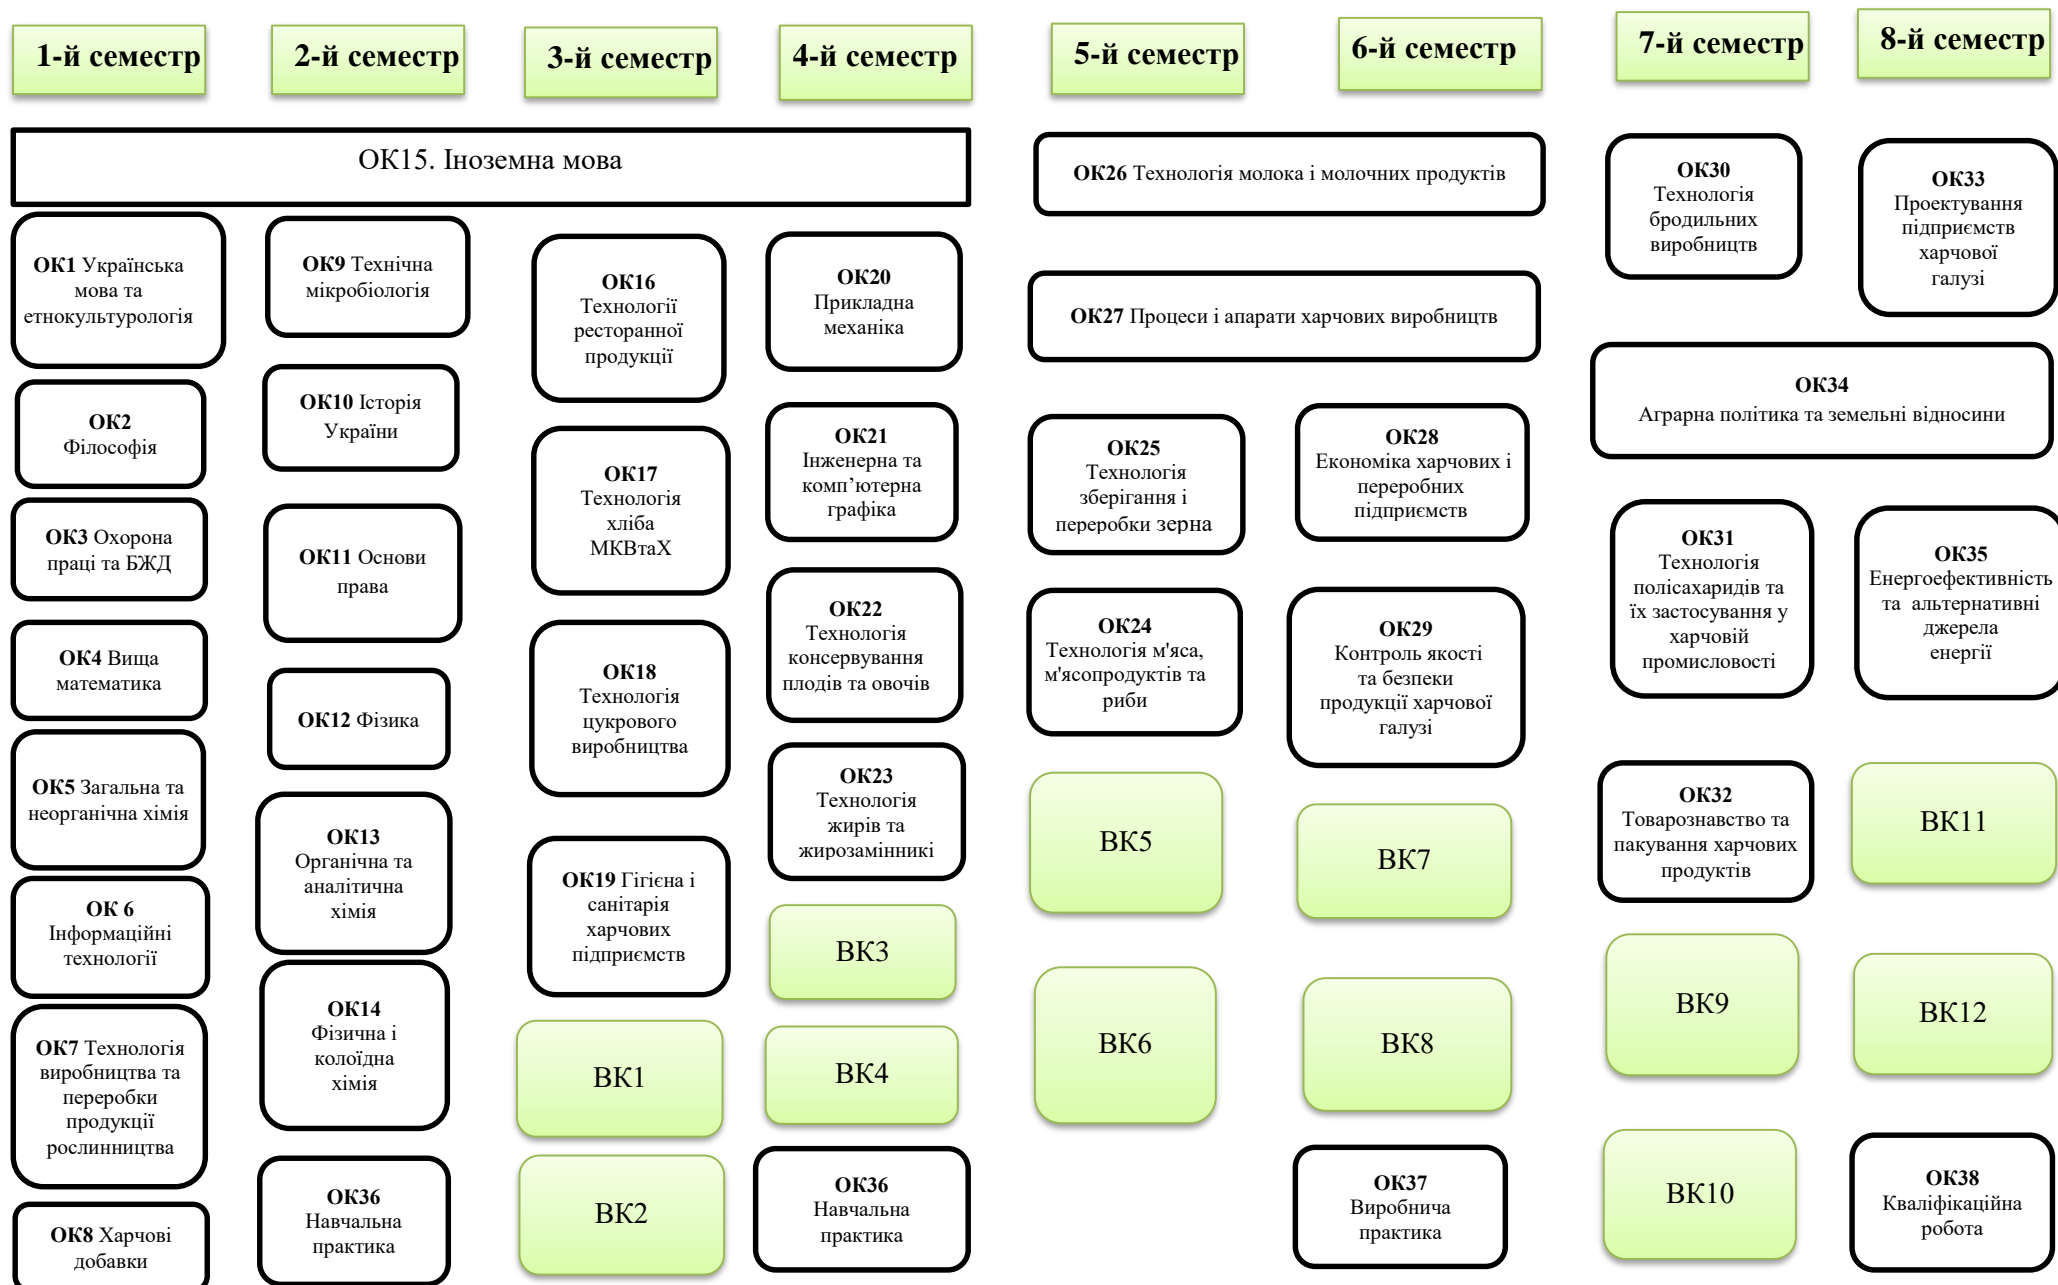 1-й семестр
2-й семестр
3-й семестр
4-й семестр
5-й семестр
6-й семестр
7-й семестр
8-й семестр
ОК15. Іноземна мова
ОК1 Українська
мова та
етнокультурологія
ОК2
Філософія
ОК3 Охорона
праці та БЖД
ОК4 Вища
математика
ОК5 Загальна та
неорганічна хімія
ОК 6
Інформаційні
технології
ОК7 Технологія
виробництва та
переробки
продукції
рослинництва
ОК8 Харчові
добавки
ОК9 Технічна
мікробіологія
ОК10 Історія
України
ОК11 Основи
права
ОК12 Фізика
ОК13
Органічна та
аналітична
хімія
ОК14
Фізична і
колоїдна
хімія
ОК36
Навчальна
практика
ОК16
Технології
ресторанної
продукції
ОК17
Технологія
хліба
МКВтаХ
ОК18
Технологія
цукрового
виробництва
ОК19 Гігієна і
санітарія
харчових
підприємств
ВК1
ВК2
ОК20
Прикладна
механіка
ОК21
Інженерна та
комп’ютерна
графіка
ОК22
Технологія
консервування
плодів та овочів
ОК23
Технологія
жирів та
жирозамінникі
ВК3
ВК4
ОК36
Навчальна
практика
ОК26 Технологія молока і молочних продуктів
ОК27 Процеси і апарати харчових виробництв
ОК25
Технологія
зберігання і
переробки зерна
ОК24
Технологія м'яса,
м'ясопродуктів та
риби
ВК5
ВК6
ОК28
Економіка харчових і
переробних
підприємств
ОК29
Контроль якості
та безпеки
продукції харчової
галузі
ВК7
ВК8
ОК37
Виробнича
практика
ОК30
Технологія
бродильних
виробництв
ОК33
Проектування
підприємств
харчової
галузі
ОК34
Аграрна політика та земельні відносини
ОК31
Технологія
полісахаридів та
їх застосування у
харчовій
промисловості
ОК32
Товарознавство та
пакування харчових
продуктів
ВК9
ВК10
ОК35
Енергоефективність
та альтернативні
джерела
енергії
ВК11
ВК12
ОК38
Кваліфікаційна
робота